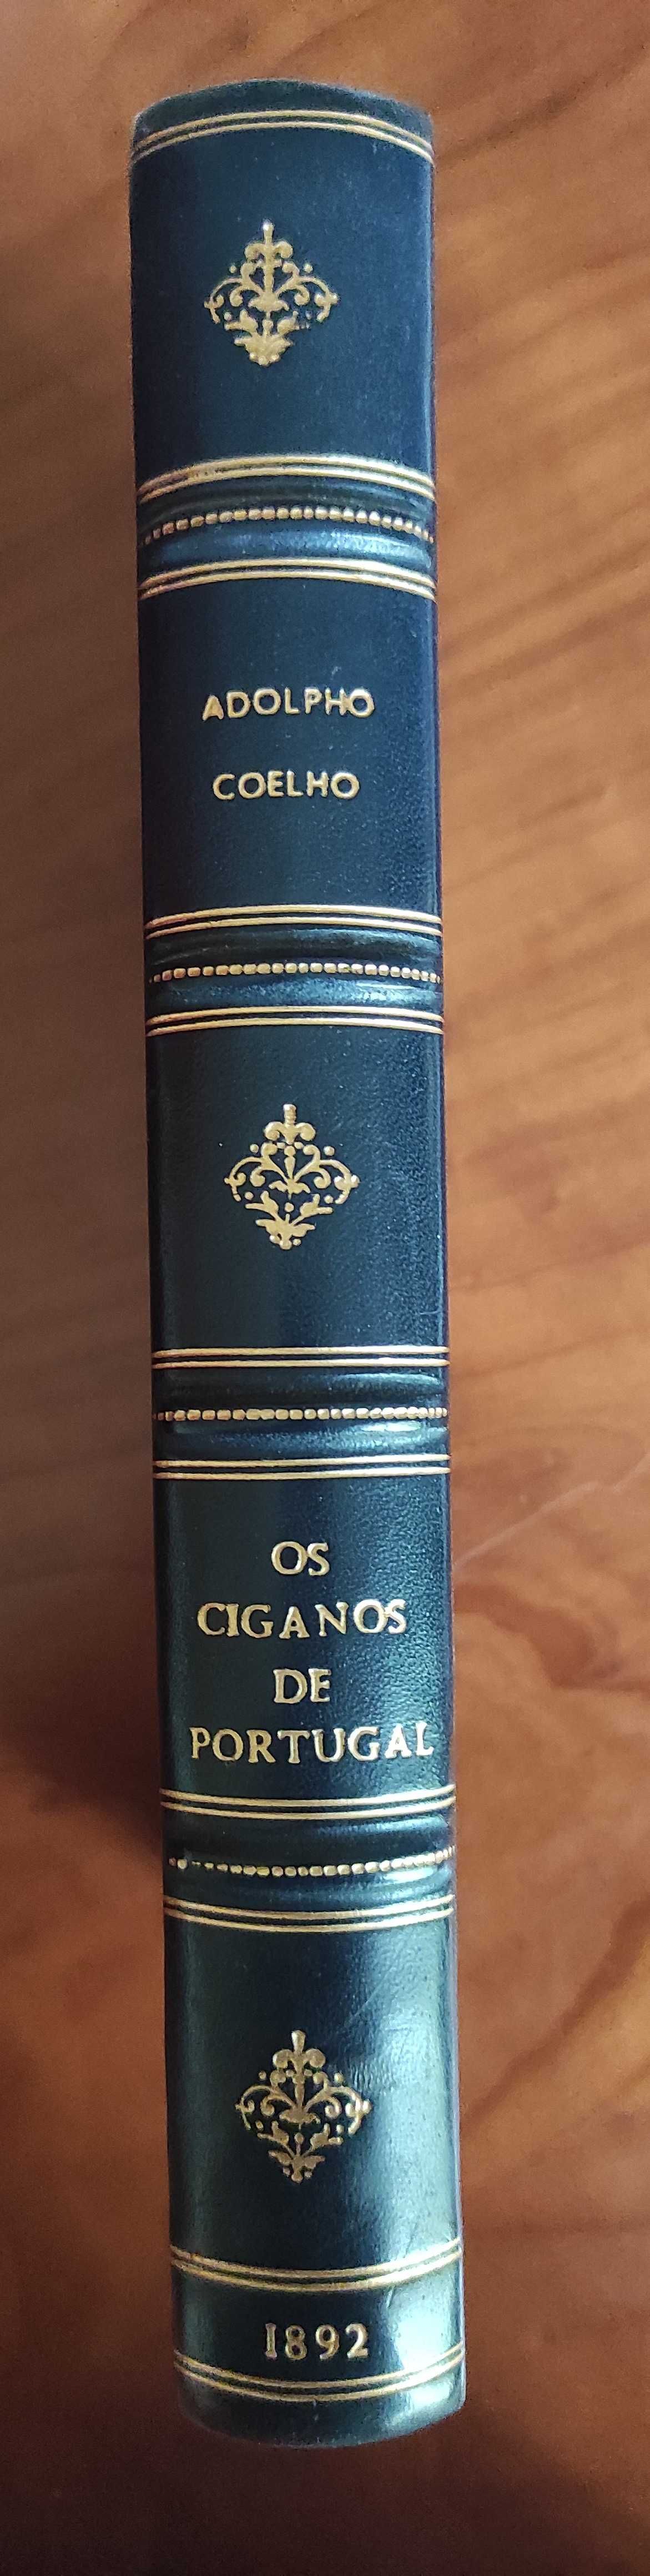 ADOLPHO
COELHO
OS
CIGANOS
DE
PORTUGAL
1892